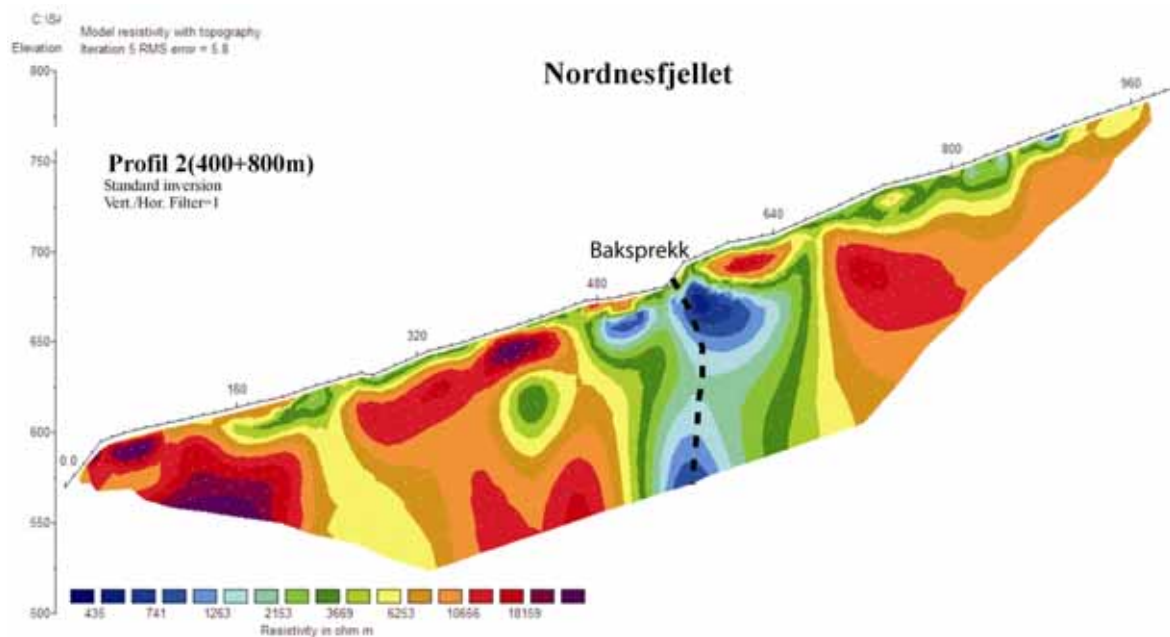 C:\S/
Model resistivity with topography
Elevation Iteration 5 RMS error = 5.8
Nordnesfjellet
800
960
Profil 2(400+800m)
Standard inversion
Vert./Hor. Filter=1
750
800
700
640
Baksprekk
480
650
320
160
600
0.0
550
500
436 741 1263 2153 3669 6253 10656 18159
Resistivity in ohm m